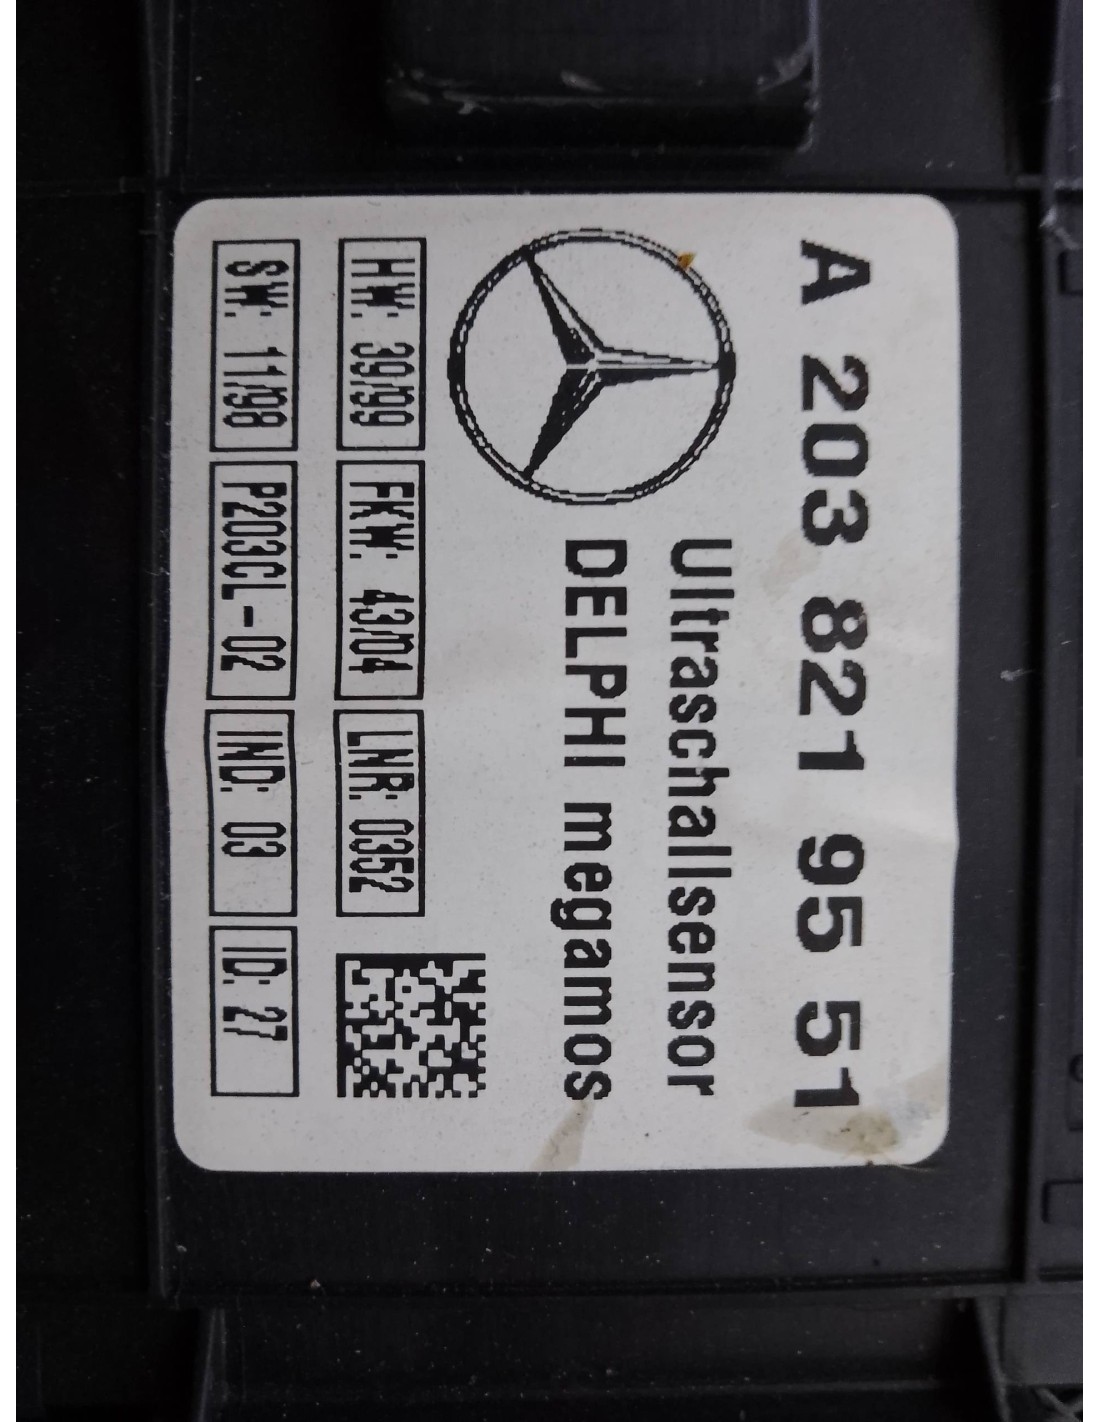 A 203 821 95 51
Ultraschallsensor
DELPHI megamos
HW: 39/99 FKW: 43/04 LNR: 0352
SW: 11/98 P203CL-02 IND: 03 ID: 27